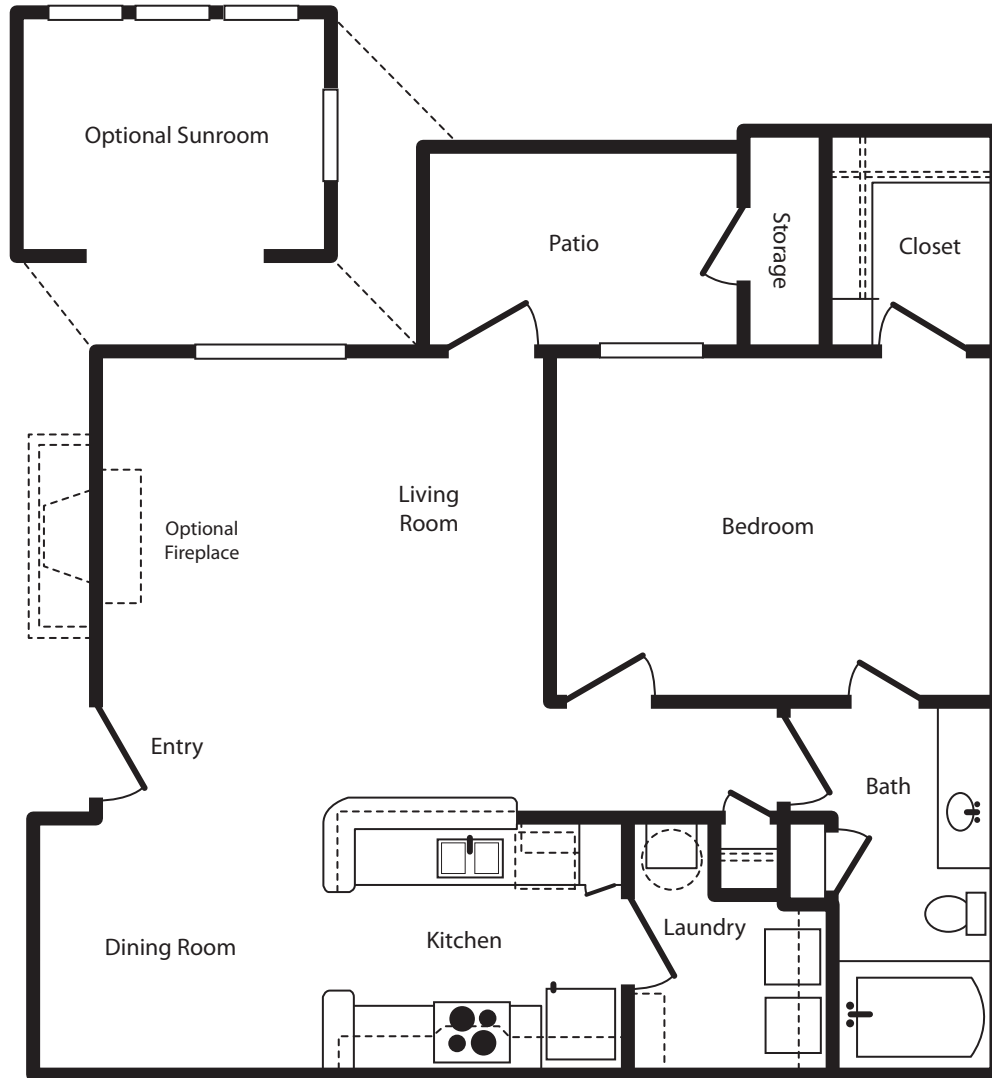 Optional Sunroom
Patio
Storage
Closet
Living
Room
Optional
Fireplace
Bedroom
Entry
Bath
Dining Room
Kitchen
Laundry